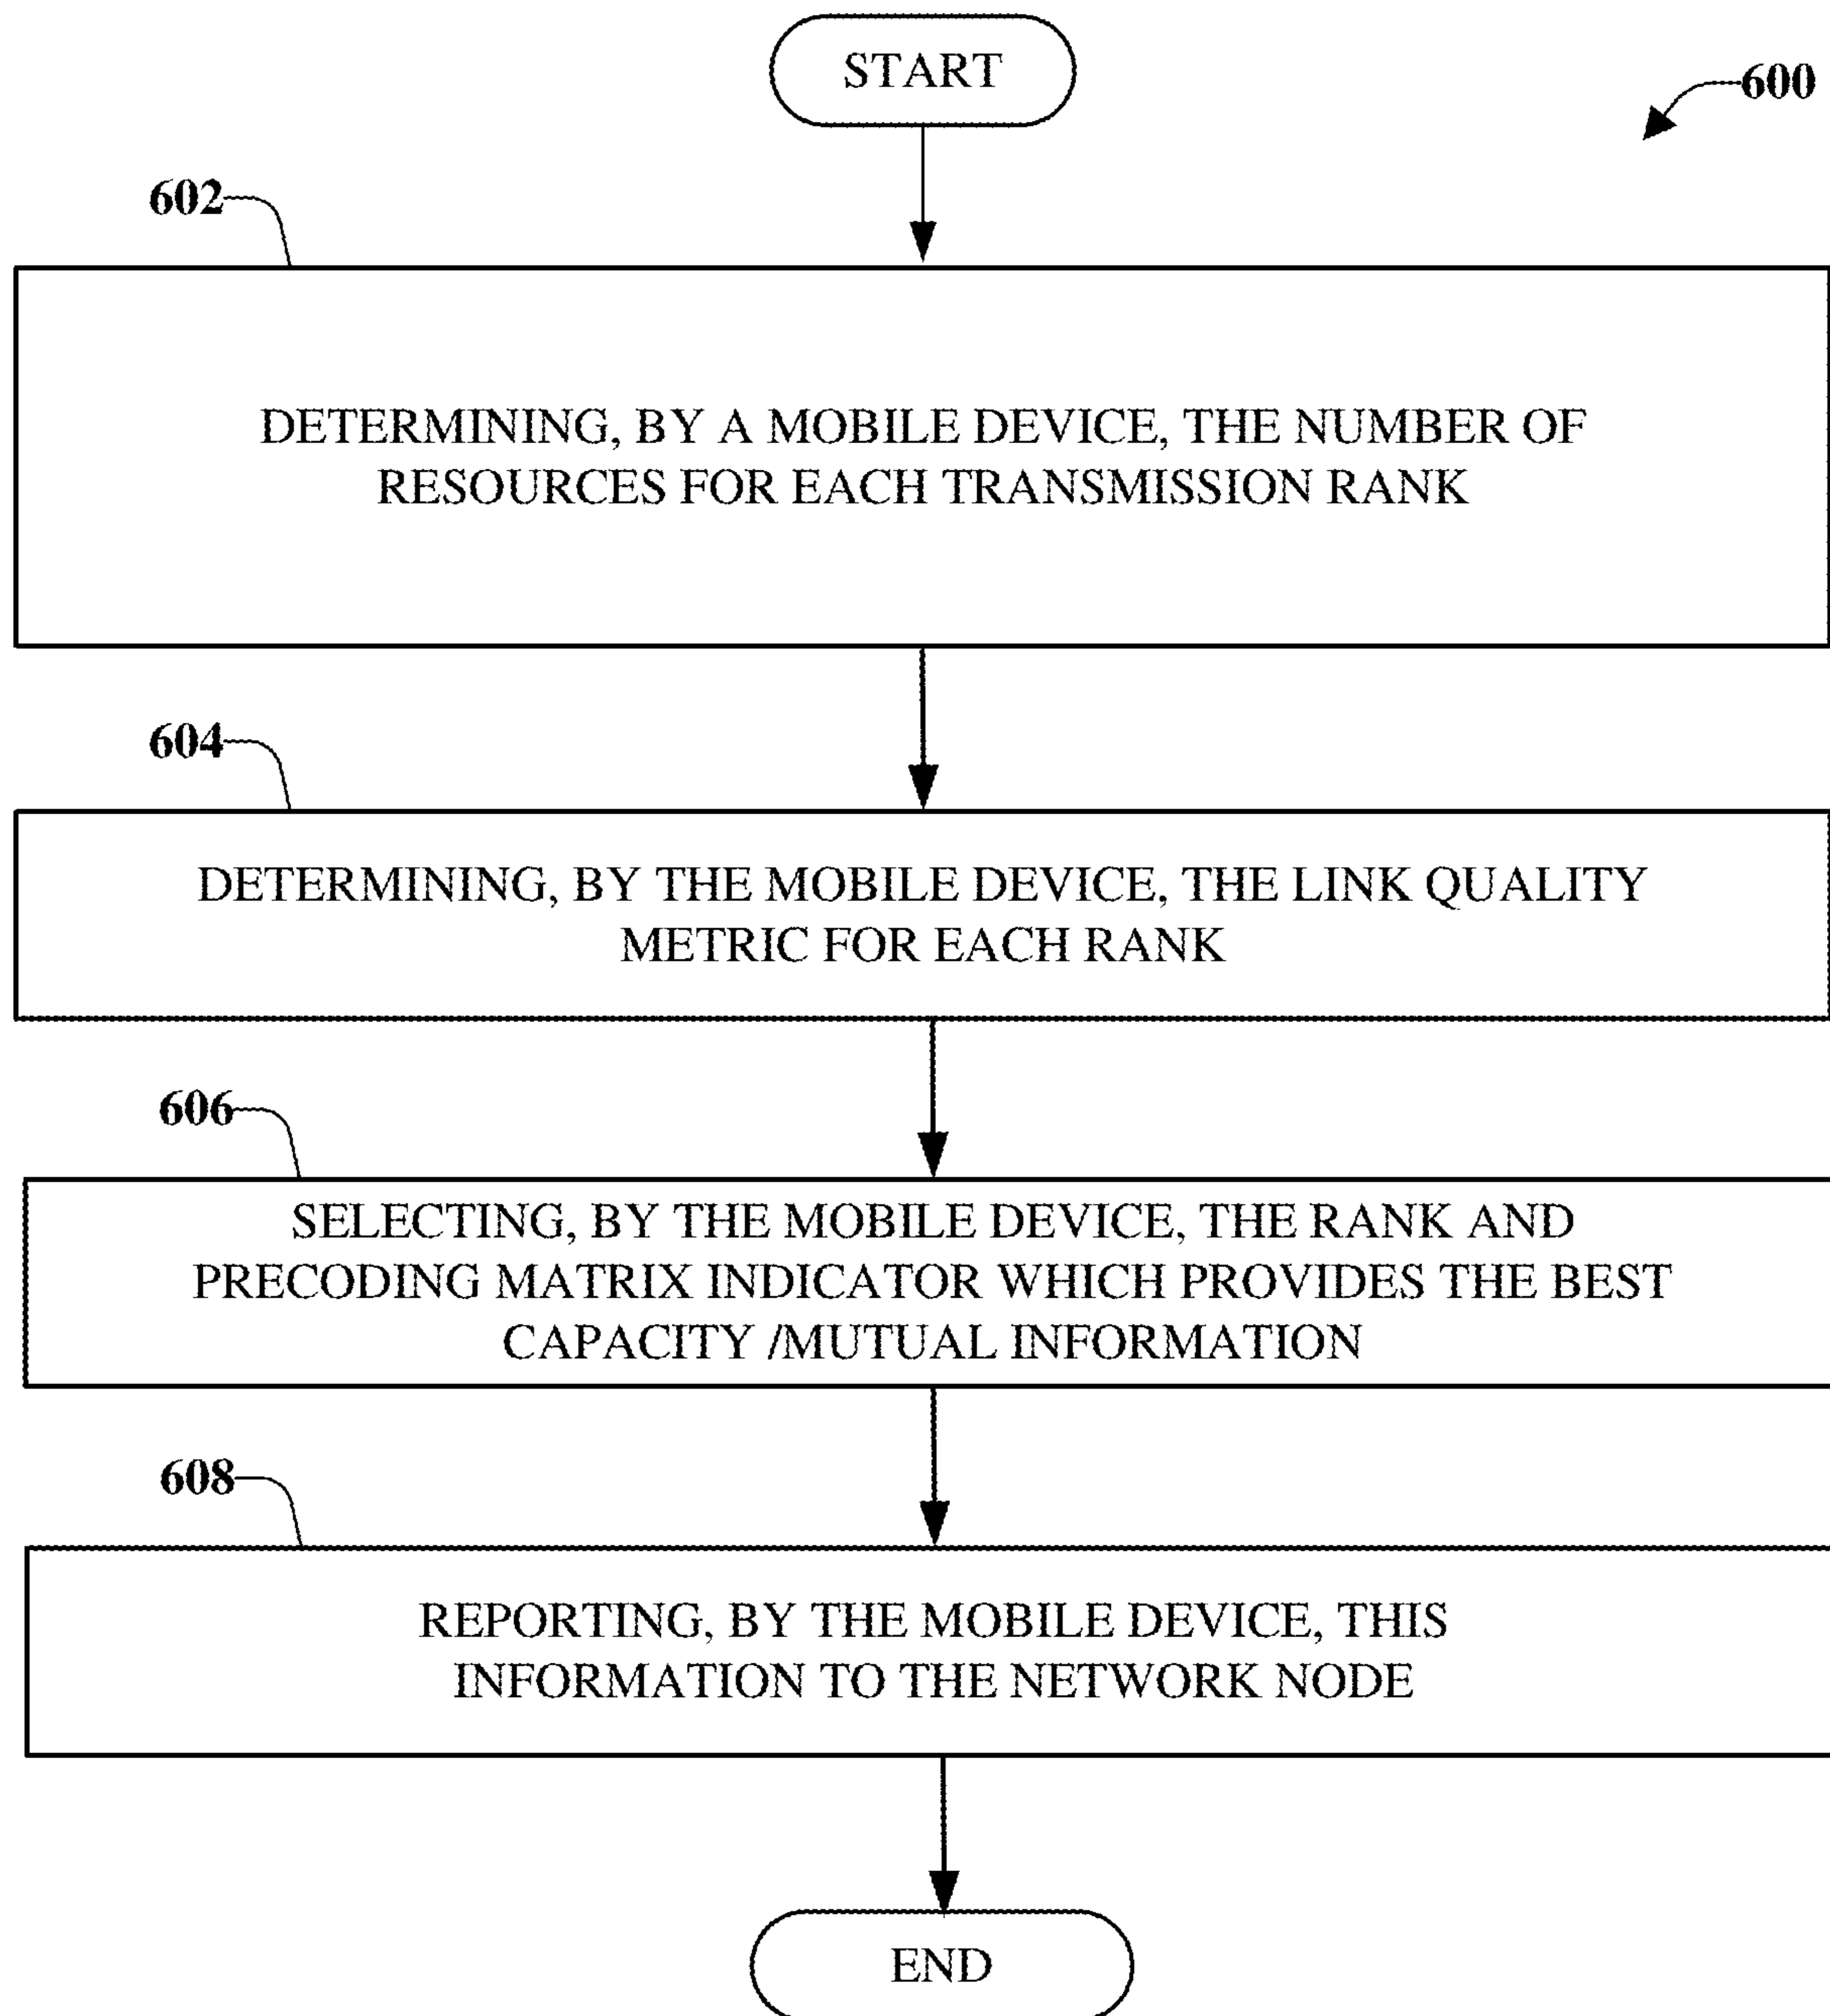 START
600
602
DETERMINING, BY A MOBILE DEVICE, THE NUMBER OF
RESOURCES FOR EACH TRANSMISSION RANK
604
DETERMINING, BY THE MOBILE DEVICE, THE LINK QUALITY
METRIC FOR EACH RANK
606
SELECTING, BY THE MOBILE DEVICE, THE RANK AND
PRECODING MATRIX INDICATOR WHICH PROVIDES THE BEST
CAPACITY /MUTUAL INFORMATION
608
REPORTING, BY THE MOBILE DEVICE, THIS
INFORMATION TO THE NETWORK NODE
END